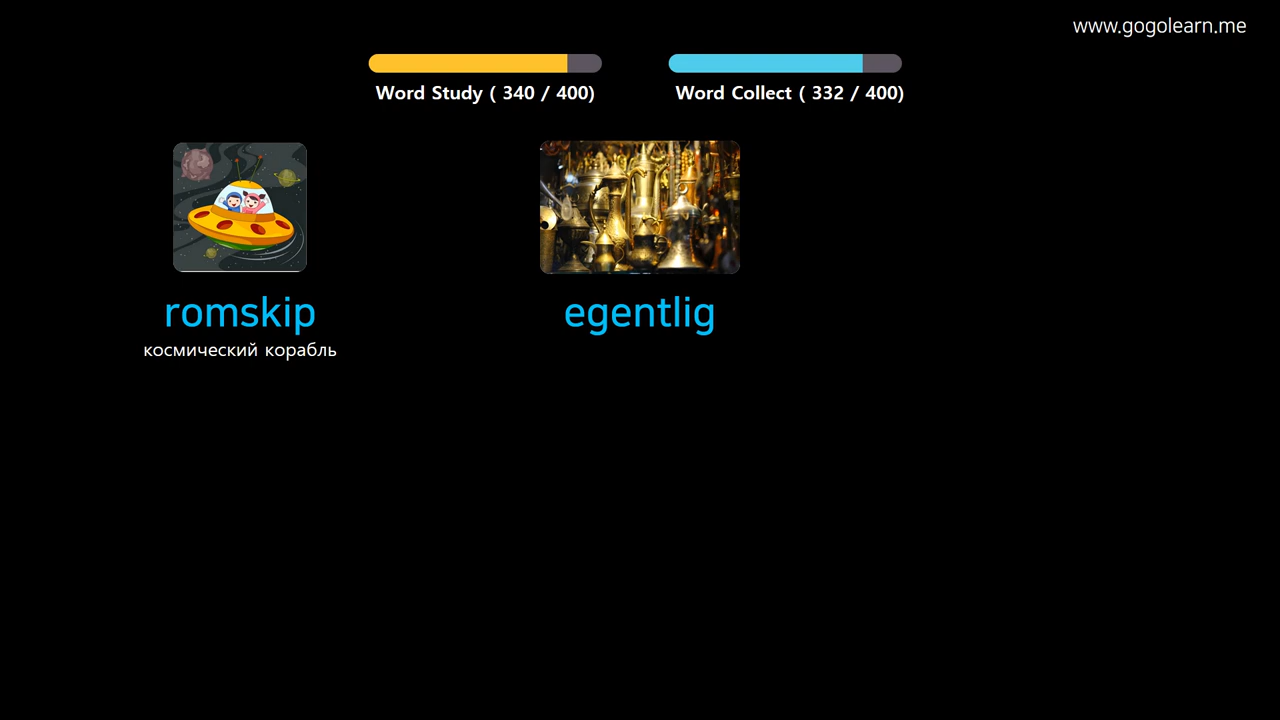 www.gogolearn.me
Word Study ( 340 / 400)
Word Collect ( 332 / 400)
romskip
egentlig
космический корабль